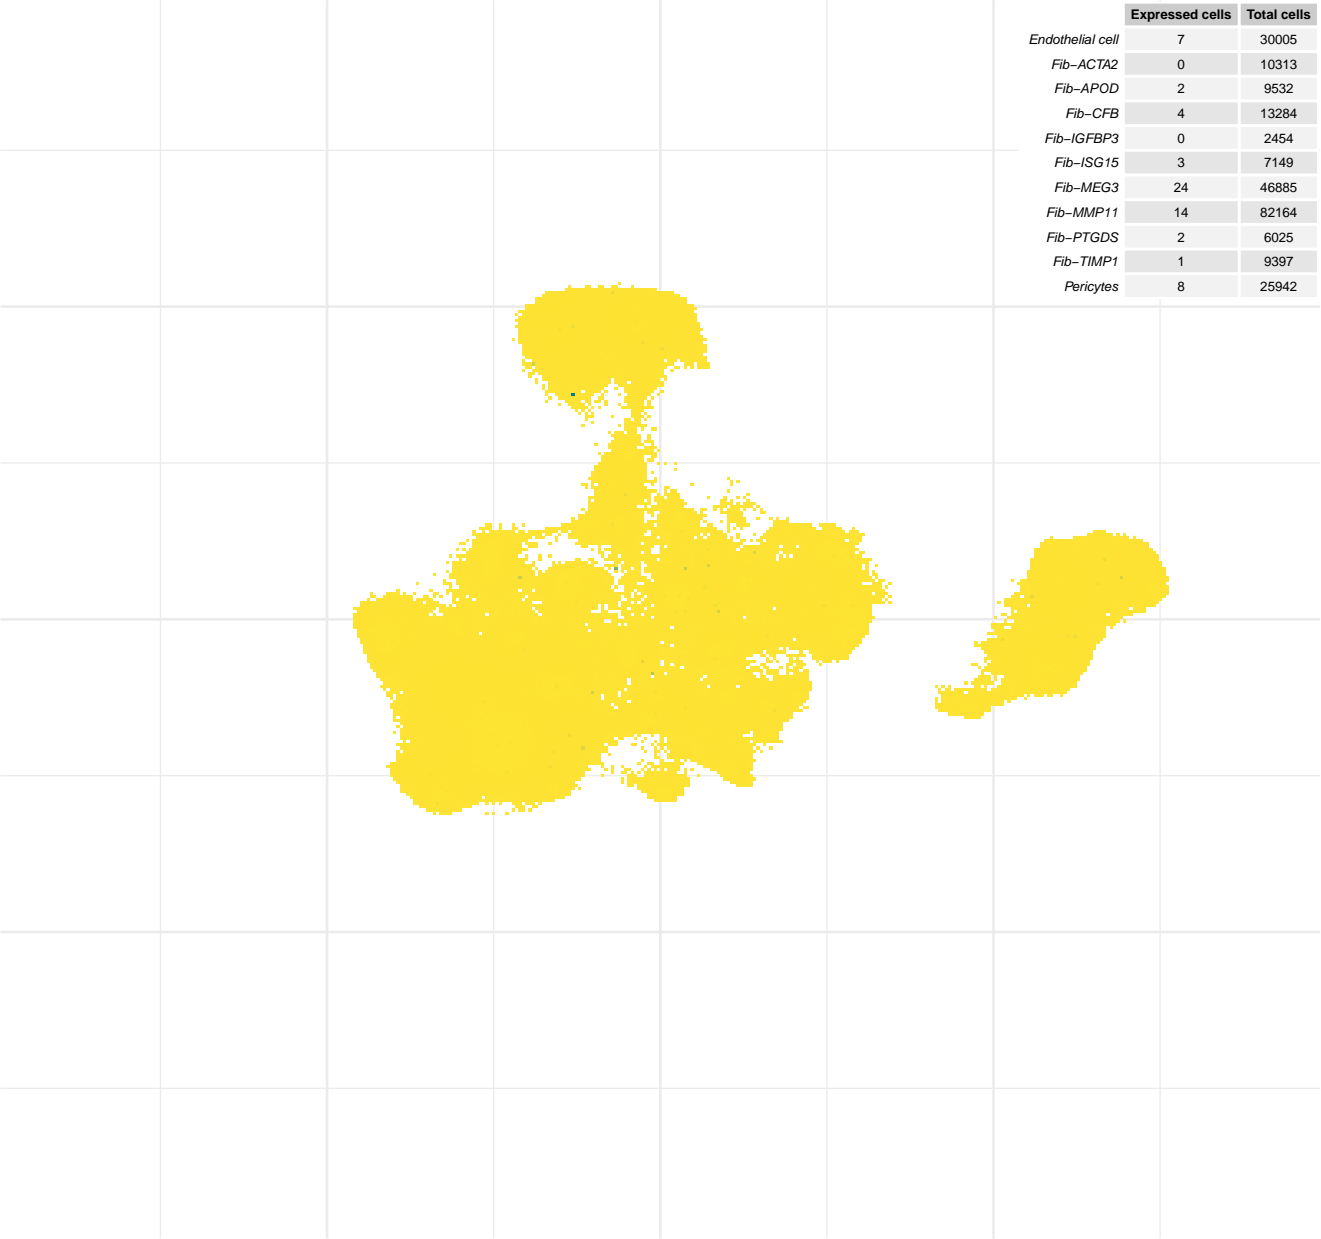 Expressed cells Total cells
Endothelial cell 7 30005
Fib−ACTA2 0 10313
Fib−APOD 2 9532
Fib−CFB 4 13284
Fib−IGFBP3 0 2454
Fib−ISG15 3 7149
Fib−MEG3 24 46885
Fib−MMP11 14 82164
Fib−PTGDS 2 6025
Fib−TIMP1 1 9397
Pericytes 8 25942